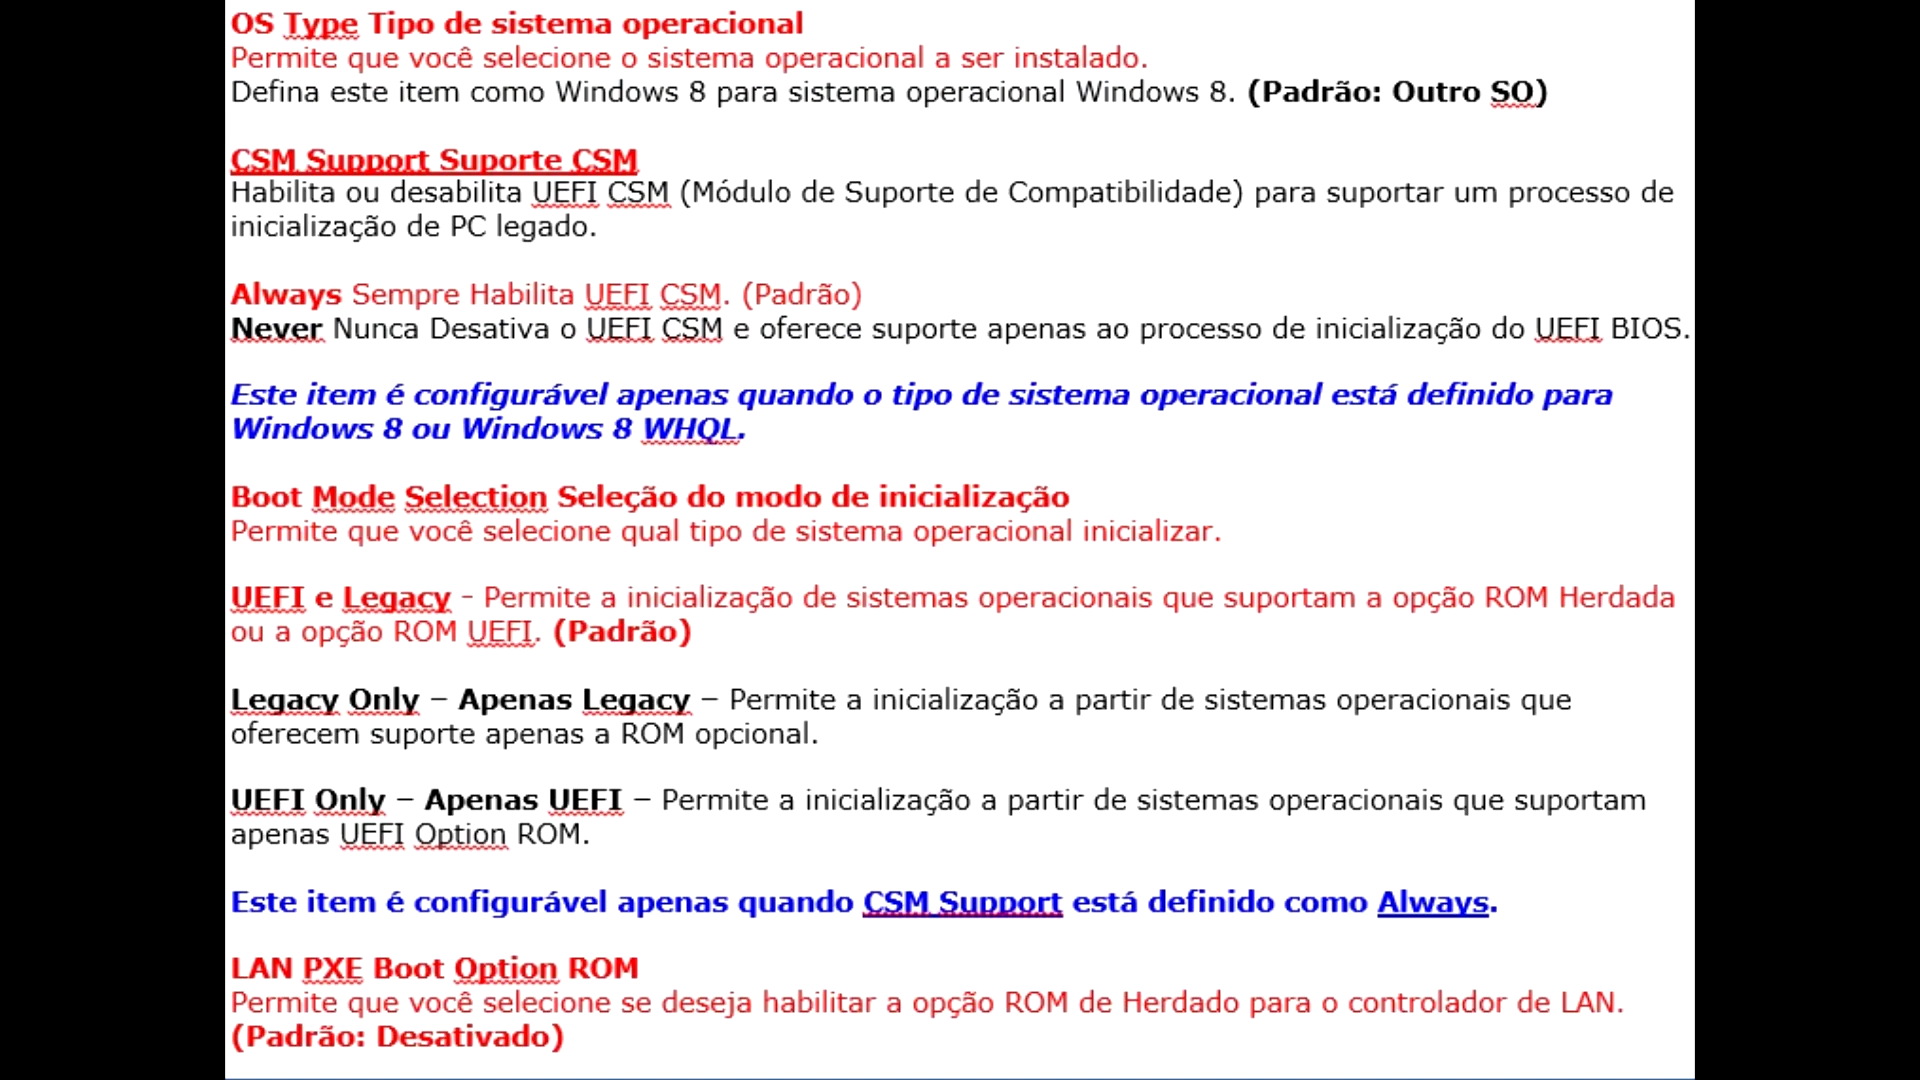 OS Type Tipo de sistema operacional
Permite que você selecione o sistema operacional a ser instalado.
Defina este item como Windows 8 para sistema operacional Windows 8. (Padrão: Outro SO)
CSM Support Suporte CSM
Habilita ou desabilita UEFI CSM (Módulo de Suporte de Compatibilidade) para suportar um processo de
inicialização de PC legado.
Always Sempre Habilita UEFI CSM. (Padrão)
Never Nunca Desativa o UEFI CSM e oferece suporte apenas ao processo de inicialização do UEFI BIOS.
Este item é configurável apenas quando o tipo de sistema operacional está definido para
Windows 8 ou Windows 8 WHQL.
Boot Mode Selection Seleção do modo de inicialização
Permite que você selecione qual tipo de sistema operacional inicializar.
UEFI e Legacy - Permite a inicialização de sistemas operacionais que suportam a opção ROM Herdada
ou a opção ROM UEFI. (Padrão)
Legacy Only – Apenas Legacy – Permite a inicialização a partir de sistemas operacionais que
oferecem suporte apenas a ROM opcional.
UEFI Only – Apenas UEFI – Permite a inicialização a partir de sistemas operacionais que suportam
apenas UEFI Option ROM.
Este item é configurável apenas quando CSM Support está definido como Always.
LAN PXE Boot Option ROM
Permite que você selecione se deseja habilitar a opção ROM de Herdado para o controlador de LAN.
(Padrão: Desativado)